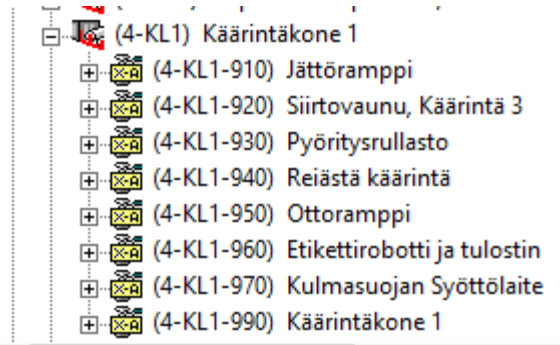 (4-KL1) Käärintäkone 1
(4-KL1-910) Jättöramppi
(4-KL1-920) Siirtovaunu, Käärintä 3
(4-KL1-930) Pyöritysrullasto
(4-KL1-940) Reiästä käärintä
(4-KL1-950) Ottoramppi
(4-KL1-960) Etikettirobotti ja tulostin
(4-KL1-970) Kulmasuojan Syöttölaite
(4-KL1-990) Käärintäkone 1